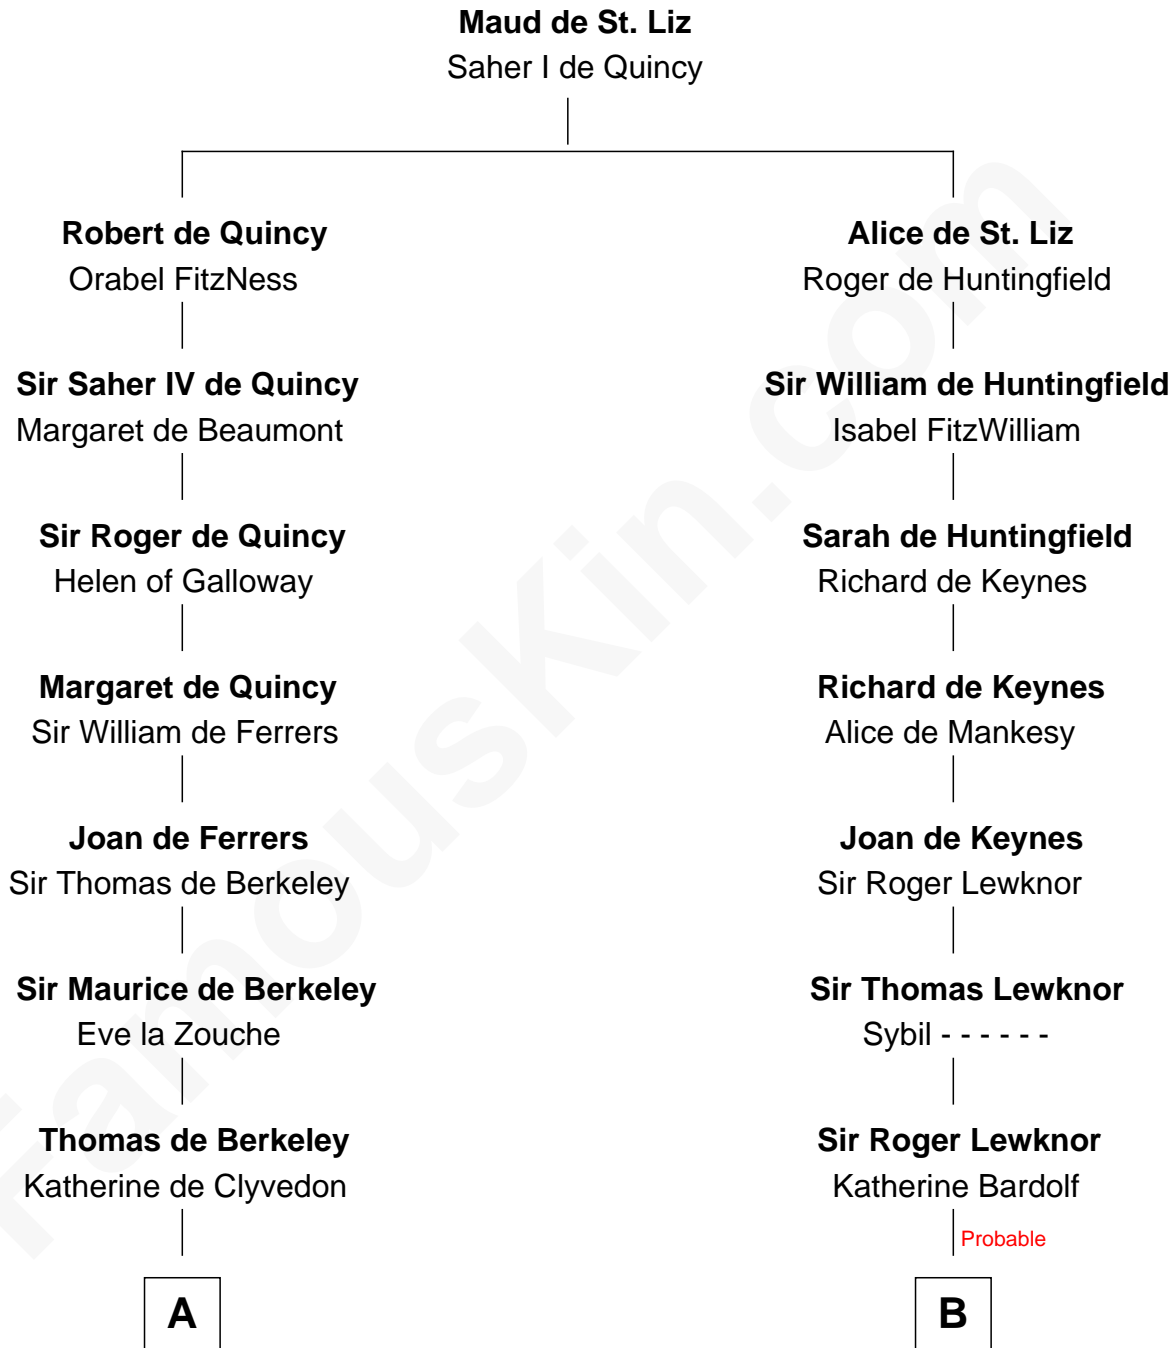 Maud de St. Liz
Saher I de Quincy
Robert de Quincy
Orabel FitzNess
Sir Saher IV de Quincy
Margaret de Beaumont
Sir Roger de Quincy
Helen of Galloway
Margaret de Quincy
Sir William de Ferrers
Joan de Ferrers
Sir Thomas de Berkeley
Sir Maurice de Berkeley
Eve la Zouche
Thomas de Berkeley
Katherine de Clyvedon
A
Alice de St. Liz
Roger de Huntingfield
Sir William de Huntingfield
Isabel FitzWilliam
Sarah de Huntingfield
Richard de Keynes
Richard de Keynes
Alice de Mankesy
Joan de Keynes
Sir Roger Lewknor
Sir Thomas Lewknor
Sybil - - - - - -
Sir Roger Lewknor
Katherine Bardolf
Probable
B
FamousKin.com